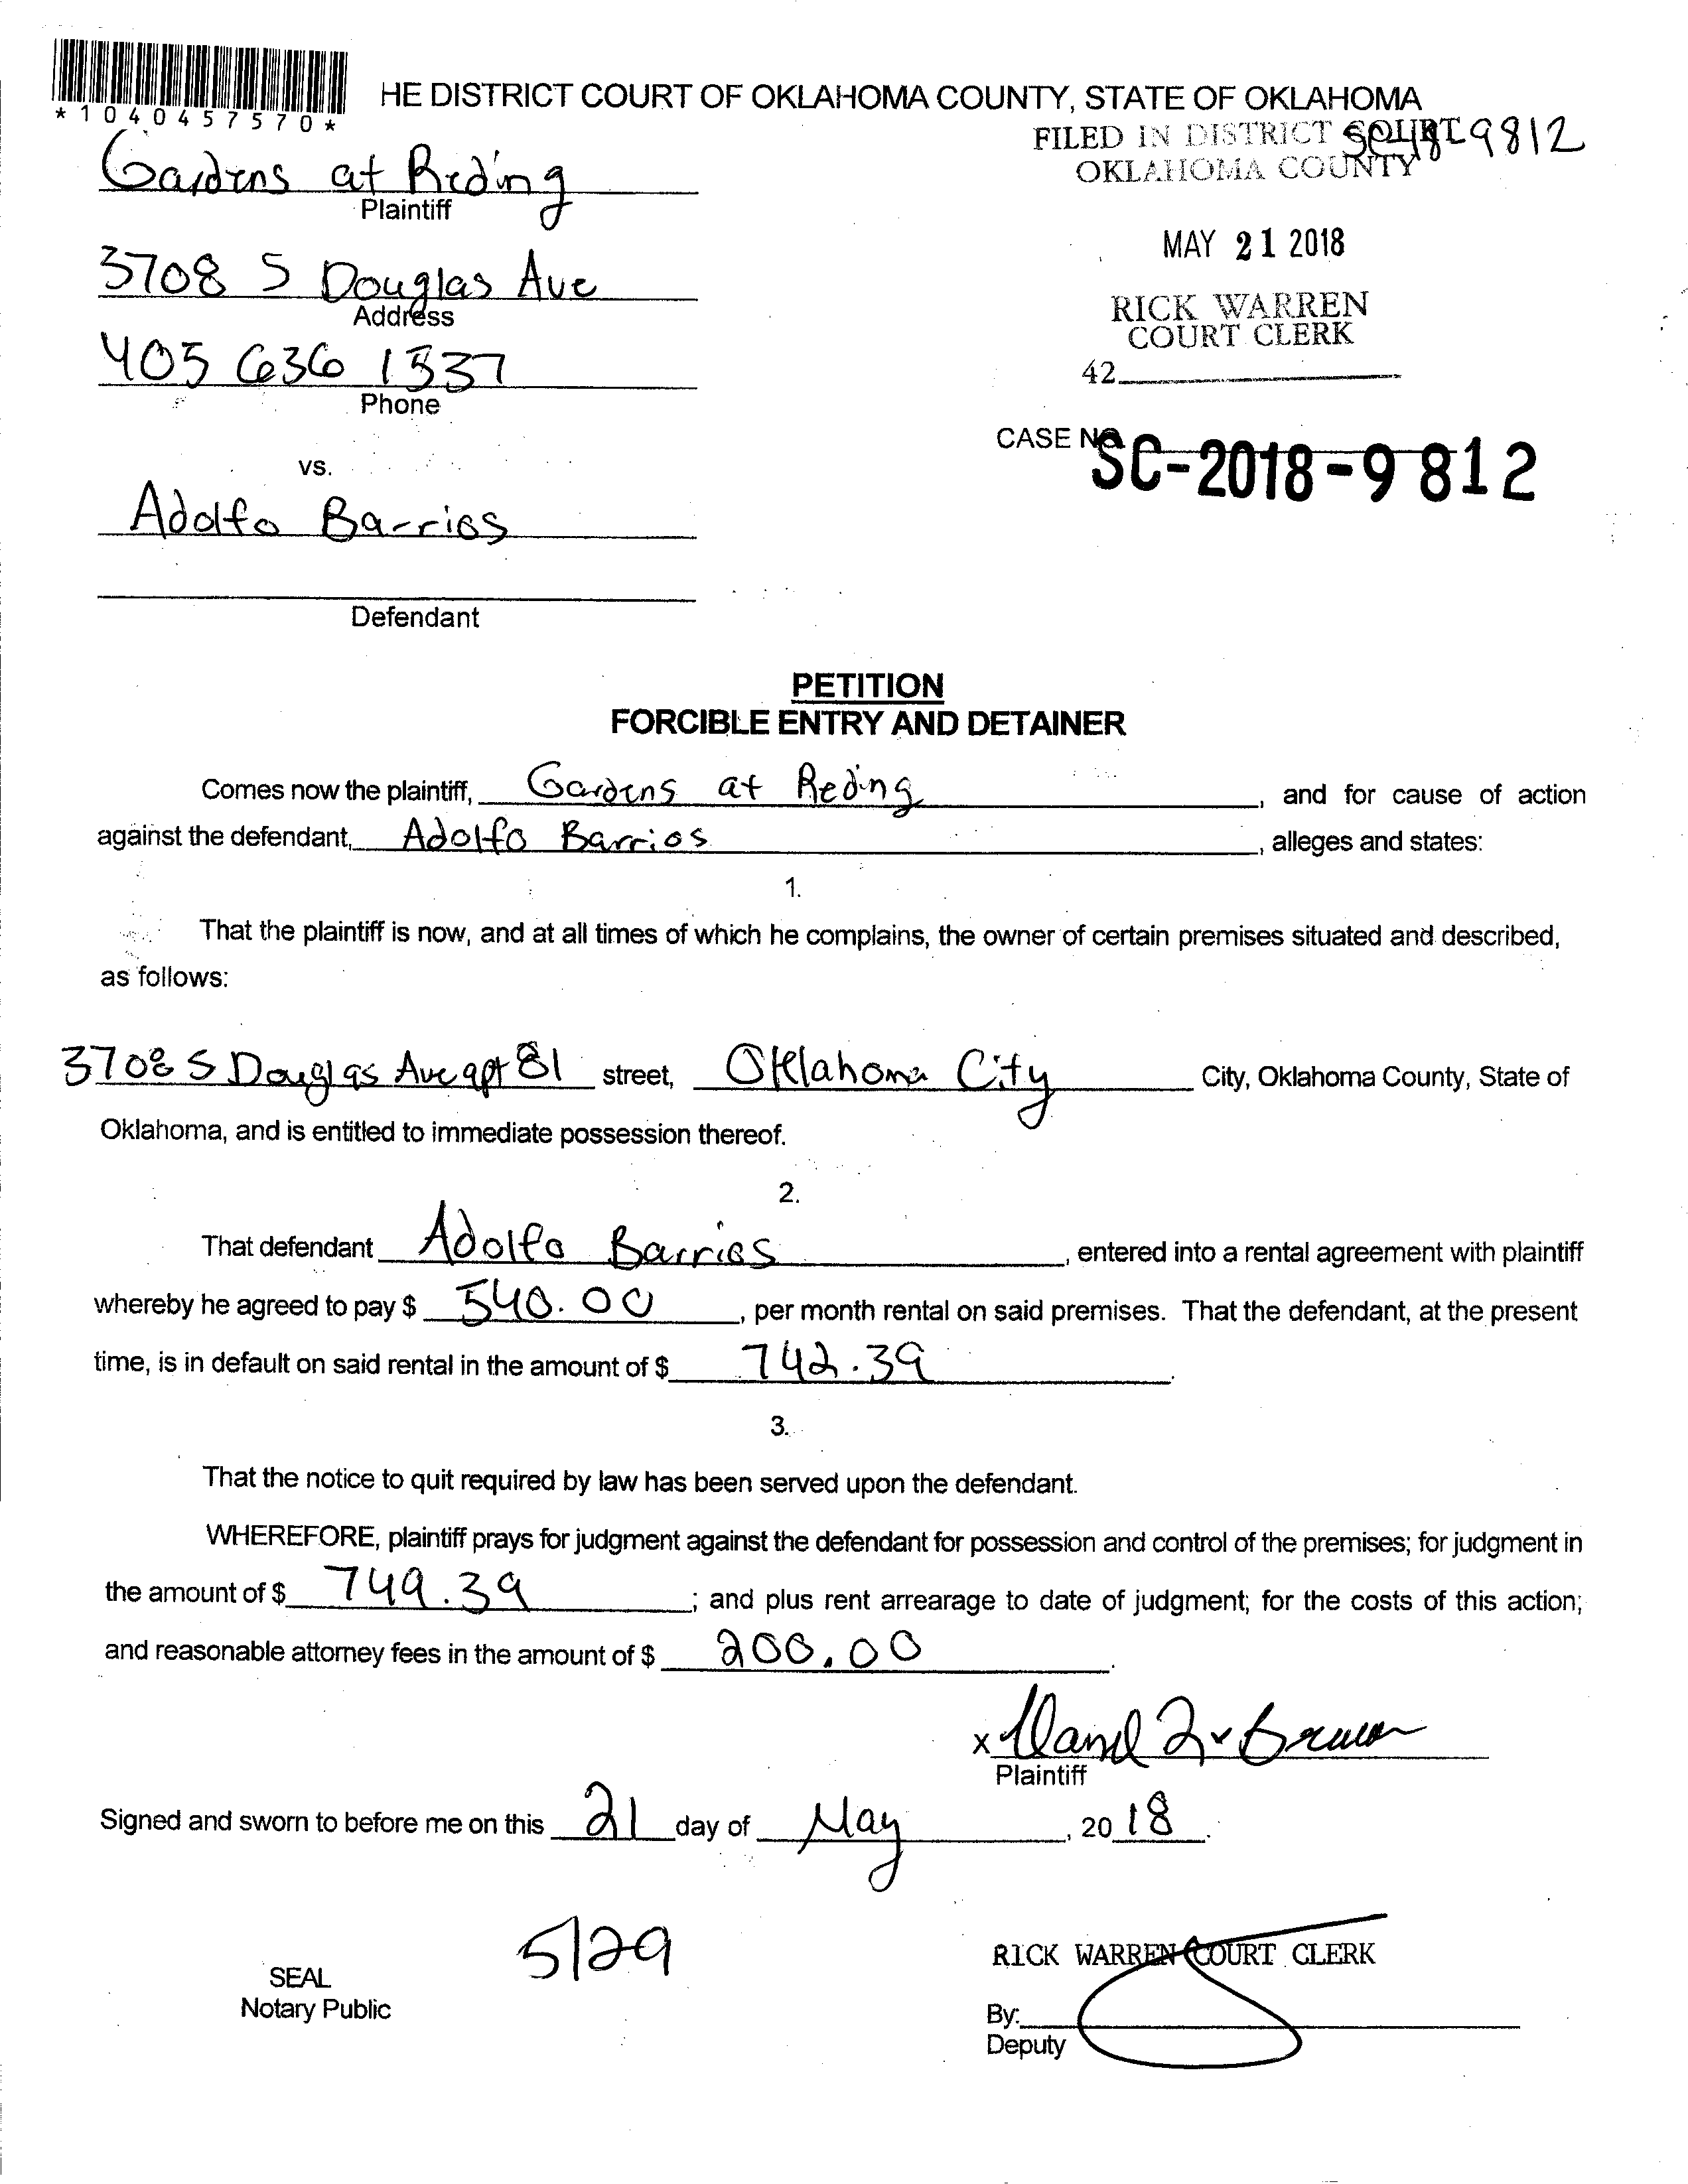 *1040457570*
HE DISTRICT COURT OF OKLAHOMA COUNTY, STATE OF OKLAHOMA
FILED IN DISTRICT COURT
SC189812
OKLAHOMA COUNTY
Gardens at Reding
Plaintiff
MAY 21 2018
3708 S Douglas Ave
Address
RICK WARREN
COURT CLERK
405 636 1337
Phone
42
CASE NO.
SC-2018-9812
vs.
Adolfo Barrios
Defendant
PETITION
FORCIBLE ENTRY AND DETAINER
Comes now the plaintiff, Gardens at Reding, and for cause of action
against the defendant, Adolfo Barrios, alleges and states:
1.
That the plaintiff is now, and at all times of which he complains, the owner of certain premises situated and described,
as follows:
3708 S Douglas Ave apt 81 street, Oklahoma City City, Oklahoma County, State of
Oklahoma, and is entitled to immediate possession thereof.
2.
That defendant Adolfo Barrios, entered into a rental agreement with plaintiff
whereby he agreed to pay $ 540.00, per month rental on said premises. That the defendant, at the present
time, is in default on said rental in the amount of $ 742.39.
3.
That the notice to quit required by law has been served upon the defendant.
WHEREFORE, plaintiff prays for judgment against the defendant for possession and control of the premises; for judgment in
the amount of $ 749.39; and plus rent arrearage to date of judgment; for the costs of this action;
and reasonable attorney fees in the amount of $ 200.00.
x
Plaintiff
Signed and sworn to before me on this 21 day of May, 2018.
5/29
SEAL
Notary Public
RICK WARREN COURT CLERK
By:
Deputy